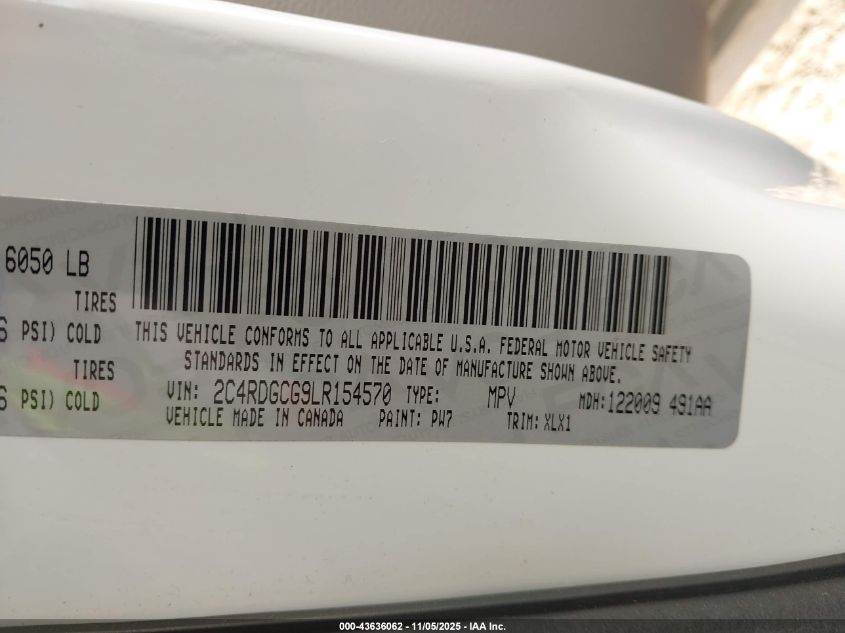 6050 LB
TIRES
PSI) COLD
TIRES
PSI) COLD
THIS VEHICLE CONFORMS TO ALL APPLICABLE U.S.A. FEDERAL MOTOR VEHICLE SAFETY
STANDARDS IN EFFECT ON THE DATE OF MANUFACTURE SHOWN ABOVE.
VIN: 2C4RDGCG9LR154570 TYPE: MPV MDH:122009 491AA
VEHICLE MADE IN CANADA PAINT: PW7 TRIM: XLX1
000-43636062 - 11/05/2025 - IAA Inc.